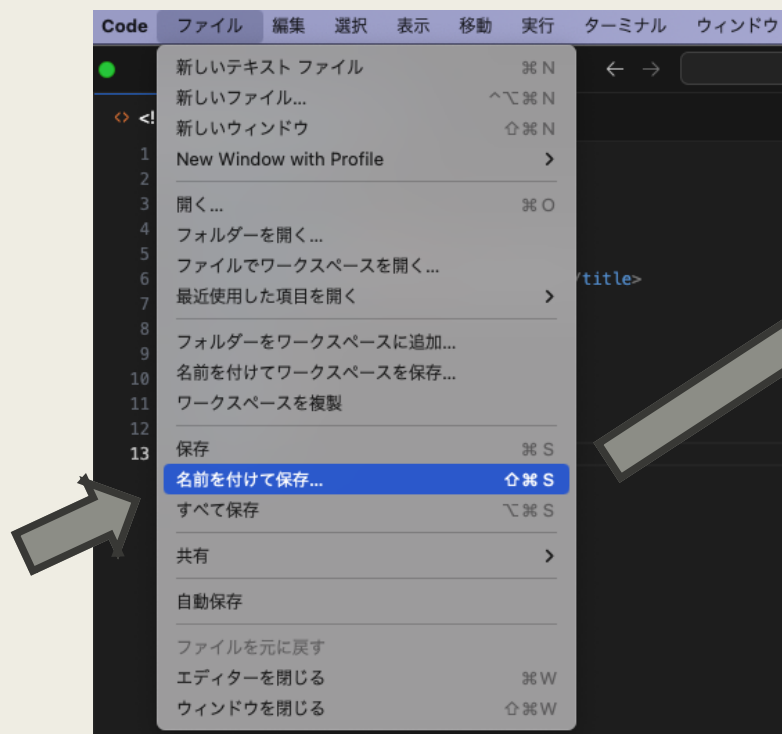 Code ファイル 編集 選択 表示 移動 実行 ターミナル ウィンドウ
新しいテキスト ファイル ⌘ N
新しいファイル... ^⌥⌘ N
新しいウィンドウ ⇧⌘ N
New Window with Profile >
開く... ⌘ O
フォルダーを開く...
ファイルでワークスペースを開く...
最近使用した項目を開く >
フォルダーをワークスペースに追加...
名前を付けてワークスペースを保存...
ワークスペースを複製
保存 ⌘ S
名前を付けて保存... ⇧⌘ S
すべて保存 ⌥⌘ S
共有 >
自動保存
ファイルを元に戻す
エディターを閉じる ⌘W
ウィンドウを閉じる ⇧⌘W
← →
<> <!
1
2
3
4
5
6 /title>
7
8
9
10
11
12
13